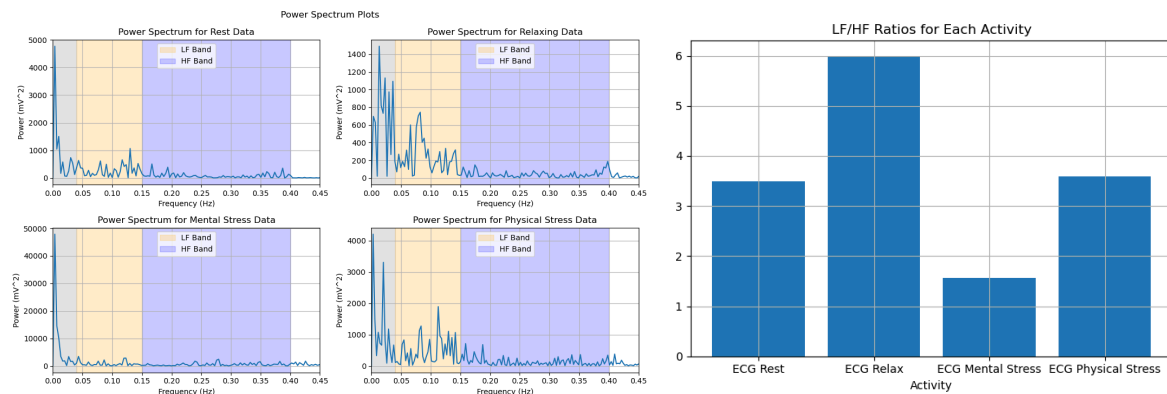 Power Spectrum Plots
Power Spectrum for Rest Data
5000
4000
3000
2000
1000
0
Power (mV^2)
LF Band
HF Band
0.00 0.05 0.10 0.15 0.20 0.25 0.30 0.35 0.40 0.45
Frequency (Hz)
Power Spectrum for Relaxing Data
1400
1200
1000
800
600
400
200
0
Power (mV^2)
LF Band
HF Band
0.00 0.05 0.10 0.15 0.20 0.25 0.30 0.35 0.40 0.45
Frequency (Hz)
Power Spectrum for Mental Stress Data
50000
40000
30000
20000
10000
0
Power (mV^2)
LF Band
HF Band
0.00 0.05 0.10 0.15 0.20 0.25 0.30 0.35 0.40 0.45
Frequency (Hz)
Power Spectrum for Physical Stress Data
4000
3000
2000
1000
0
Power (mV^2)
LF Band
HF Band
0.00 0.05 0.10 0.15 0.20 0.25 0.30 0.35 0.40 0.45
Frequency (Hz)
LF/HF Ratios for Each Activity
6
5
4
3
2
1
0
ECG Rest ECG Relax ECG Mental Stress ECG Physical Stress
Activity